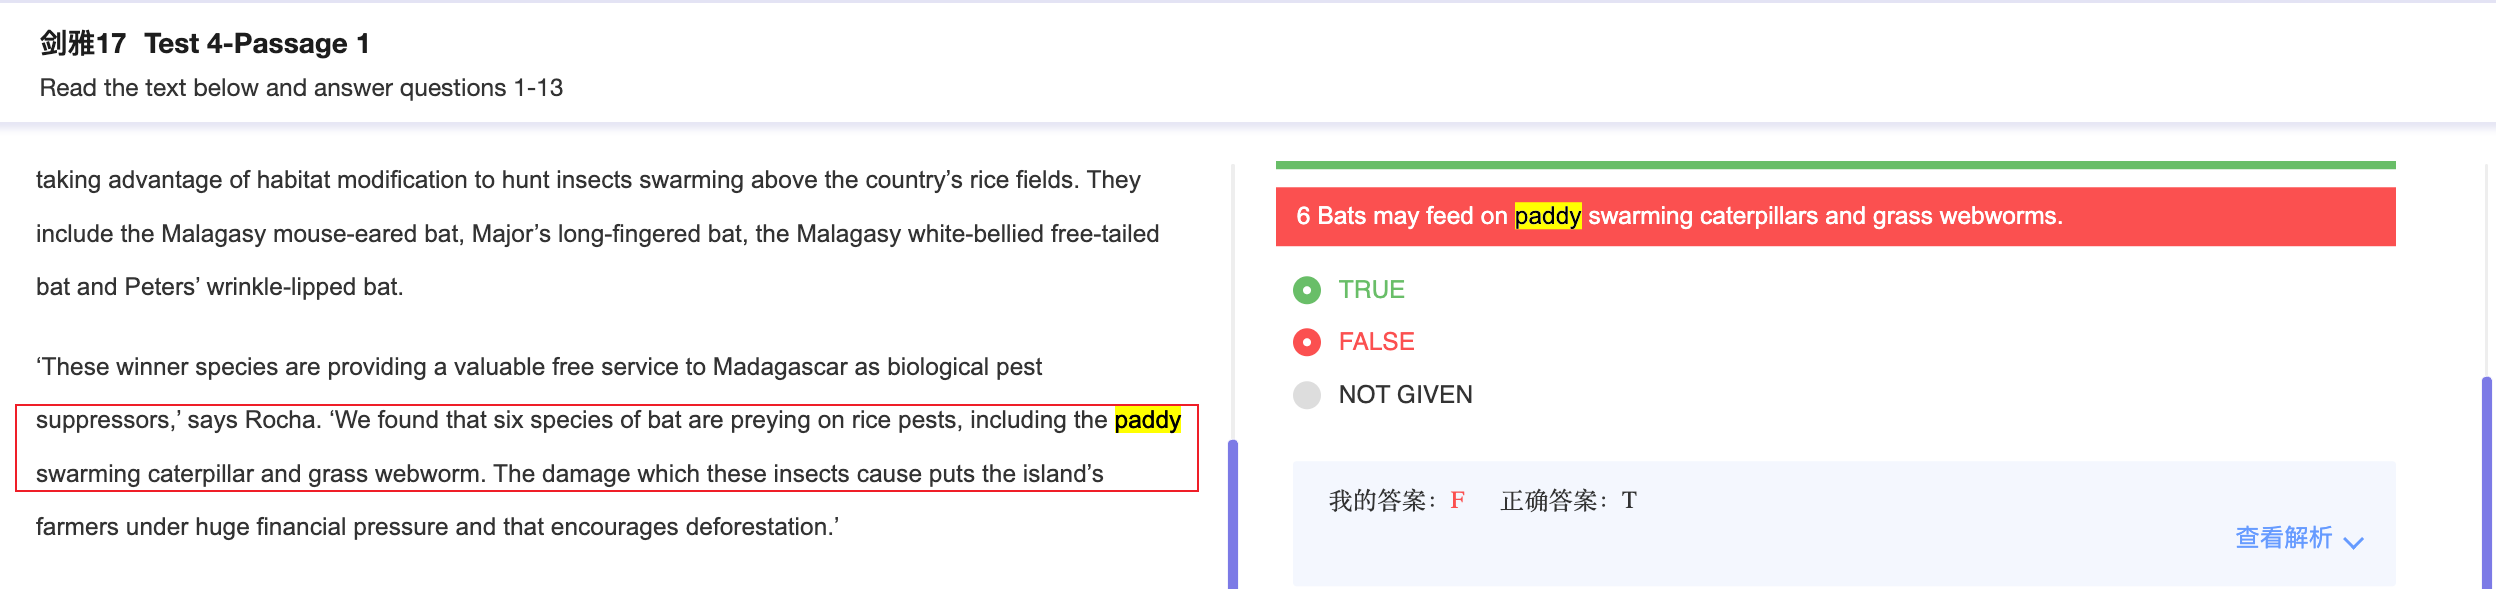 剑雅17 Test 4-Passage 1
Read the text below and answer questions 1-13
taking advantage of habitat modification to hunt insects swarming above the country’s rice fields. They
include the Malagasy mouse-eared bat, Major’s long-fingered bat, the Malagasy white-bellied free-tailed
bat and Peters’ wrinkle-lipped bat.
‘These winner species are providing a valuable free service to Madagascar as biological pest
suppressors,’ says Rocha. ‘We found that six species of bat are preying on rice pests, including the paddy
swarming caterpillar and grass webworm. The damage which these insects cause puts the island’s
farmers under huge financial pressure and that encourages deforestation.’
6 Bats may feed on paddy swarming caterpillars and grass webworms.
TRUE
FALSE
NOT GIVEN
我的答案：F 正确答案：T
查看解析